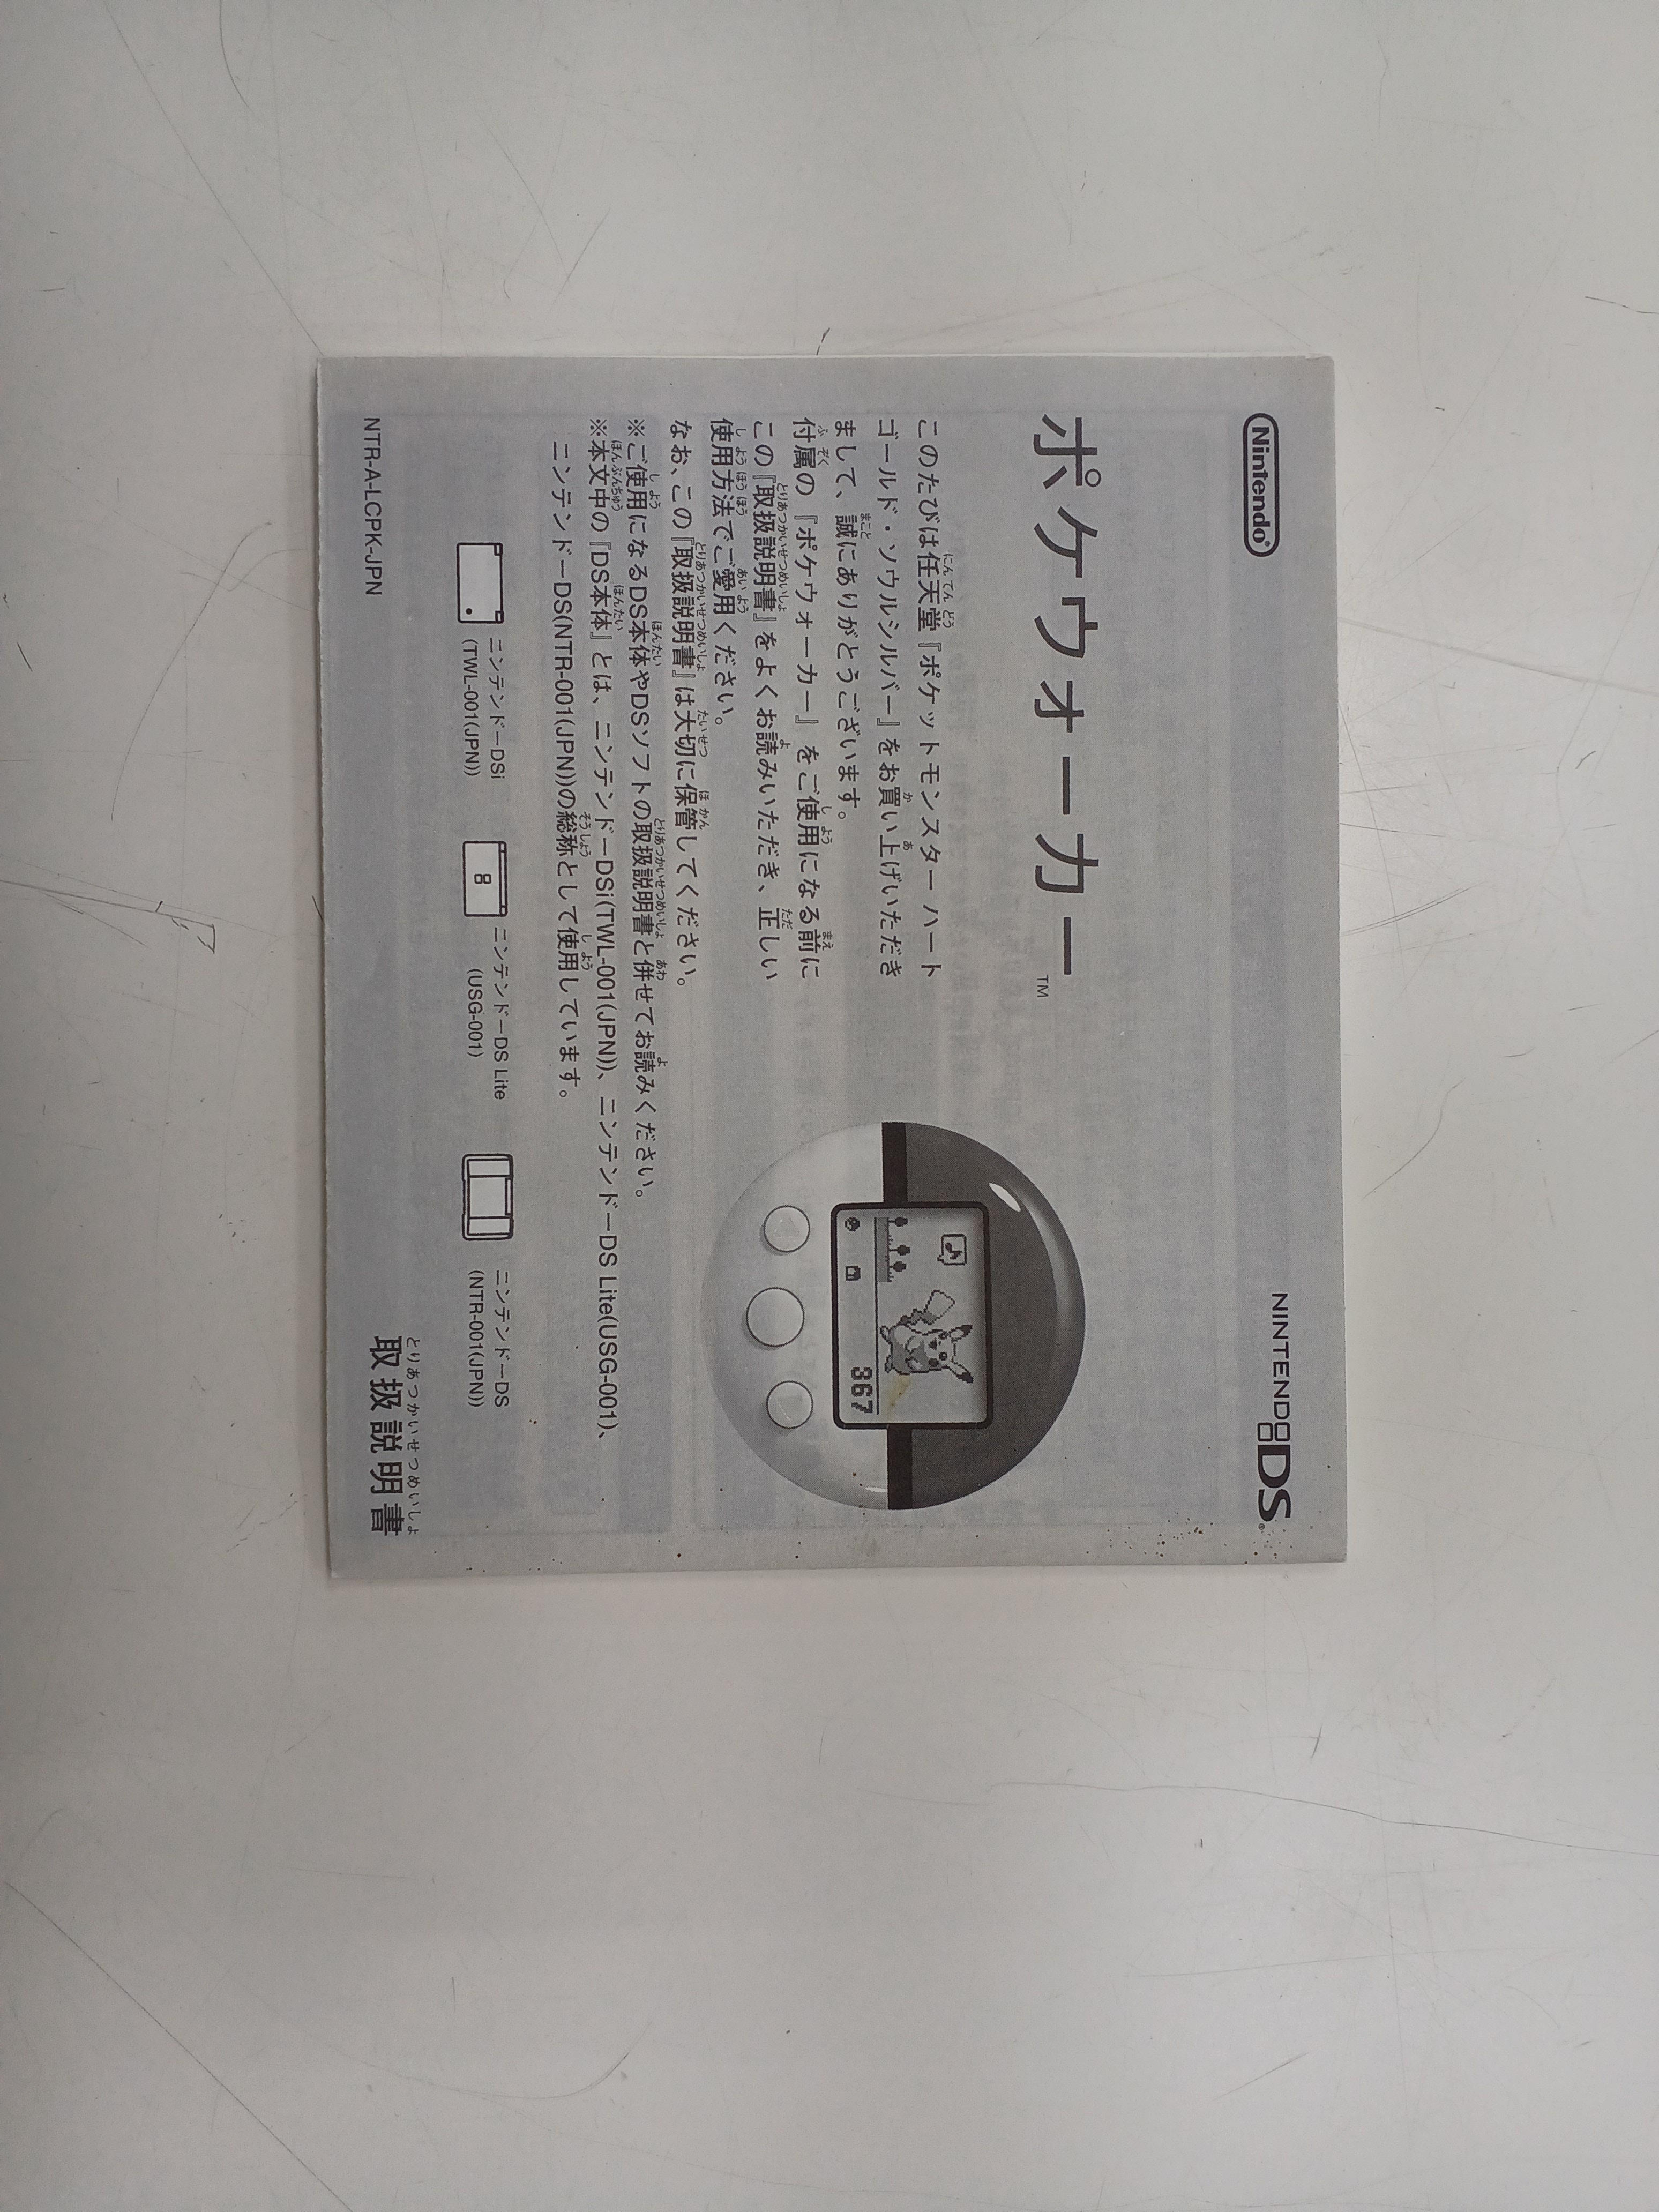 Nintendo®
NINTENDO DS®
ポケウォーカー™
このたびは任天堂『ポケットモンスター ハート
ゴールド・ソウルシルバー』をお買い上げいただき
まして、誠にありがとうございます。
付属の『ポケウォーカー』をご使用になる前に
この『取扱説明書』をよくお読みいただき、正しい
使用方法でご愛用ください。
なお、この『取扱説明書』は大切に保管してください。
※ご使用になるDS本体やDSソフトの取扱説明書と併せてお読みください。
※本文中の『DS本体』とは、ニンテンドーDSi(TWL-001(JPN))、ニンテンドーDS Lite(USG-001)、
ニンテンドーDS(NTR-001(JPN))の総称として使用しています。
367
ニンテンドーDSi
(TWL-001(JPN))
ニンテンドーDS Lite
(USG-001)
ニンテンドーDS
(NTR-001(JPN))
NTR-A-LCPK-JPN
とりあつかいせつめいしょ
取扱説明書